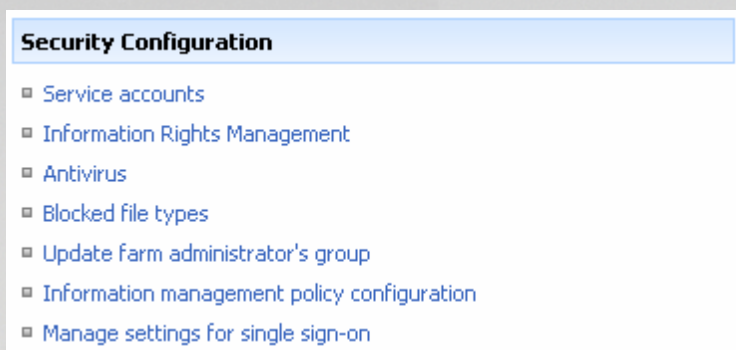 Security Configuration
Service accounts
Information Rights Management
Antivirus
Blocked file types
Update farm administrator's group
Information management policy configuration
Manage settings for single sign-on